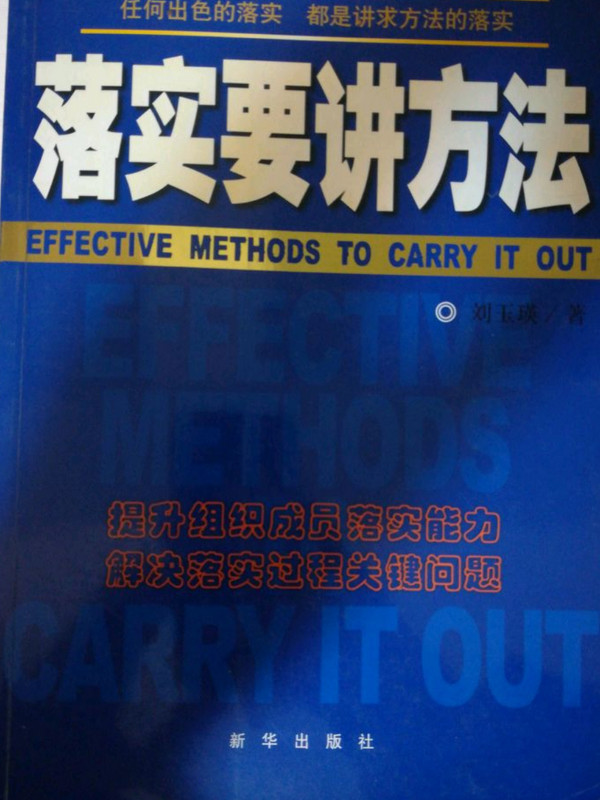 任何出色的落实 都是讲求方法的落实
落实要讲方法
EFFECTIVE METHODS TO CARRY IT OUT
刘玉瑛/著
EFFECTIVE
METHODS
提升组织成员落实能力
解决落实过程关键问题
CARRY IT OUT
新华出版社